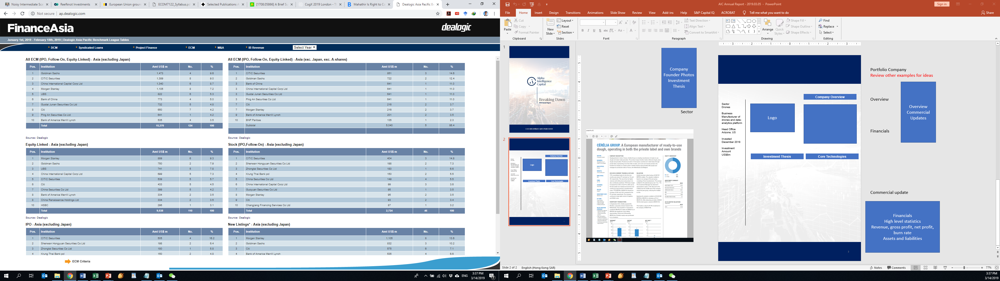 Noisy Intermediate Sca
Reefknot Investments
European Union groun
ECOM7122_Syllabus.pd
Selected Publications
[1708.05866] A Brief Su
CogX 2019 London - T
Mahathir Is Right to Co
Dealogic Asia Pacific Be
Not secure | ap.dealogic.com
FinanceAsia
dealogic
January 1st, 2019 - February 18th, 2019 | Dealogic Asia Pacific Benchmark League Tables
DCM Syndicated Loans Project Finance ECM M&A IB Revenue Select Year
All ECM (IPO, Follow-On, Equity-Linked) - Asia (excluding Japan)
Pos. Institution Amt US$ m No. %
1 Goldman Sachs 1,473 4 9.6
2 CITIC Securities 1,389 8 9.0
3 China International Capital Corp Ltd 1,340 6 8.7
4 Morgan Stanley 1,105 8 7.2
5 UBS 822 6 5.3
6 Bank of China 773 4 5.0
7 Guotai Junan Securities Co Ltd 732 5 4.8
8 Citi 650 7 4.2
9 Ping An Securities Co Ltd 641 1 4.2
10 Bank of America Merrill Lynch 535 4 3.5
Total 15,370 124 100
Source: Dealogic
All ECM (IPO, Follow-On, Equity-Linked) - Asia (exc. Japan, exc. A-shares)
Pos. Institution Amt US$ m No. %
1 CITIC Securities 851 3 14.6
2 Goldman Sachs 722 2 12.4
3 Bank of China 641 1 11.0
3 China International Capital Corp Ltd 641 1 11.0
3 Guotai Junan Securities Co Ltd 641 1 11.0
3 Ping An Securities Co Ltd 641 1 11.0
7 Citi 216 2 3.7
7 Morgan Stanley 216 2 3.7
9 Bank of America Merrill Lynch 201 2 3.5
10 BNP Paribas 135 1 2.3
Subtotal 5,040 5 86.4
Source: Dealogic
Equity-Linked - Asia (excluding Japan)
Pos. Institution Amt US$ m No. %
1 Morgan Stanley 889 6 9.3
2 Goldman Sachs 750 2 7.9
3 UBS 741 5 7.8
4 China International Capital Corp Ltd 699 5 7.3
5 CITIC Securities 539 5 5.7
6 Citi 433 5 4.5
7 China Securities Co Ltd 399 5 4.2
8 Bank of America Merrill Lynch 334 2 3.5
8 China Renaissance Holdings Ltd 334 2 3.5
10 HSBC 296 1 3.1
Total 9,538 110 100
Source: Dealogic
Stock (IPO,Follow-On) - Asia (excluding Japan)
Pos. Institution Amt US$ m No. %
1 CITIC Securities 404 3 14.8
2 Shenwan Hongyuan Securities Co Ltd 198 2 7.3
3 Zhongtai Securities Co Ltd 180 1 6.6
4 Krung Thai Bank pcl 150 2 5.5
5 China Securities Co Ltd 149 4 5.5
6 China International Capital Corp Ltd 99 3 3.6
7 Guoyuan Securities Co Ltd 95 1 3.5
8 Morgan Stanley 95 2 3.5
9 Citi 93 2 3.4
10 Changjiang Financing Services Co Ltd 87 1 3.2
Total 2,724 46 100
Source: Dealogic
IPO - Asia (excluding Japan)
Pos. Institution Amt US$ m No. %
1 CITIC Securities 505 4 16.2
2 Shenwan Hongyuan Securities Co Ltd 198 2 6.4
3 Zhongtai Securities Co Ltd 180 1 5.8
4 Krung Thai Bank pcl 150 2 4.8
New Listings* - Asia (excluding Japan)
Pos. Institution Amt US$ m No. %
1 Morgan Stanley 1,105 8 13.6
2 Goldman Sachs 832 3 10.2
3 Citi 575 6 7.1
4 Bank of America Merrill Lynch 535 4 6.6
ECM Criteria
ENG
3:37 PM
3/14/2019
AIC Annual Report - 2019.03.05 - PowerPoint
Sign in
File Home Insert Design Transitions Animations Slide Show Review View Add-ins Help S&P Capital IQ ACROBAT Tell me what you want to do
Share
Paste
Cut
Copy
Format Painter
Clipboard
New Slide
Layout
Reset
Section
Slides
Font
Text Direction
Align Text
Convert to SmartArt
Paragraph
Arrange
Quick Styles
Shape Fill
Shape Outline
Shape Effects
Drawing
Find
Replace
Select
Editing
1
Alpha
Intelligence
Capital
Breaking Dawn
2
Company Overview
Logo
Investment Thesis
Core Technologies
Company
Founder Photos
Investment
Thesis
Sector
CÉRÉLIA GROUP. A European manufacturer of ready-to-use
dough, operating in both the private label and own brands
Company Overview
Sector
Drones
Business
Manufacturer of
drones and data-
analytics platform
Head Office
Arizona, US
Invested
December 2018
Investment
Amount
US$8m
Logo
Investment Thesis
Core Technologies
Portfolio Company
Review other examples for ideas
Overview
Financials
Overview
Commercial
Updates
Commercial update
Financials
High level statistics
Revenue, gross profit, net profit,
burn rate
Assets and liabilities
Slide 2 of 2
English (Hong Kong SAR)
Notes
Comments
77%
3:37 PM
3/14/2019